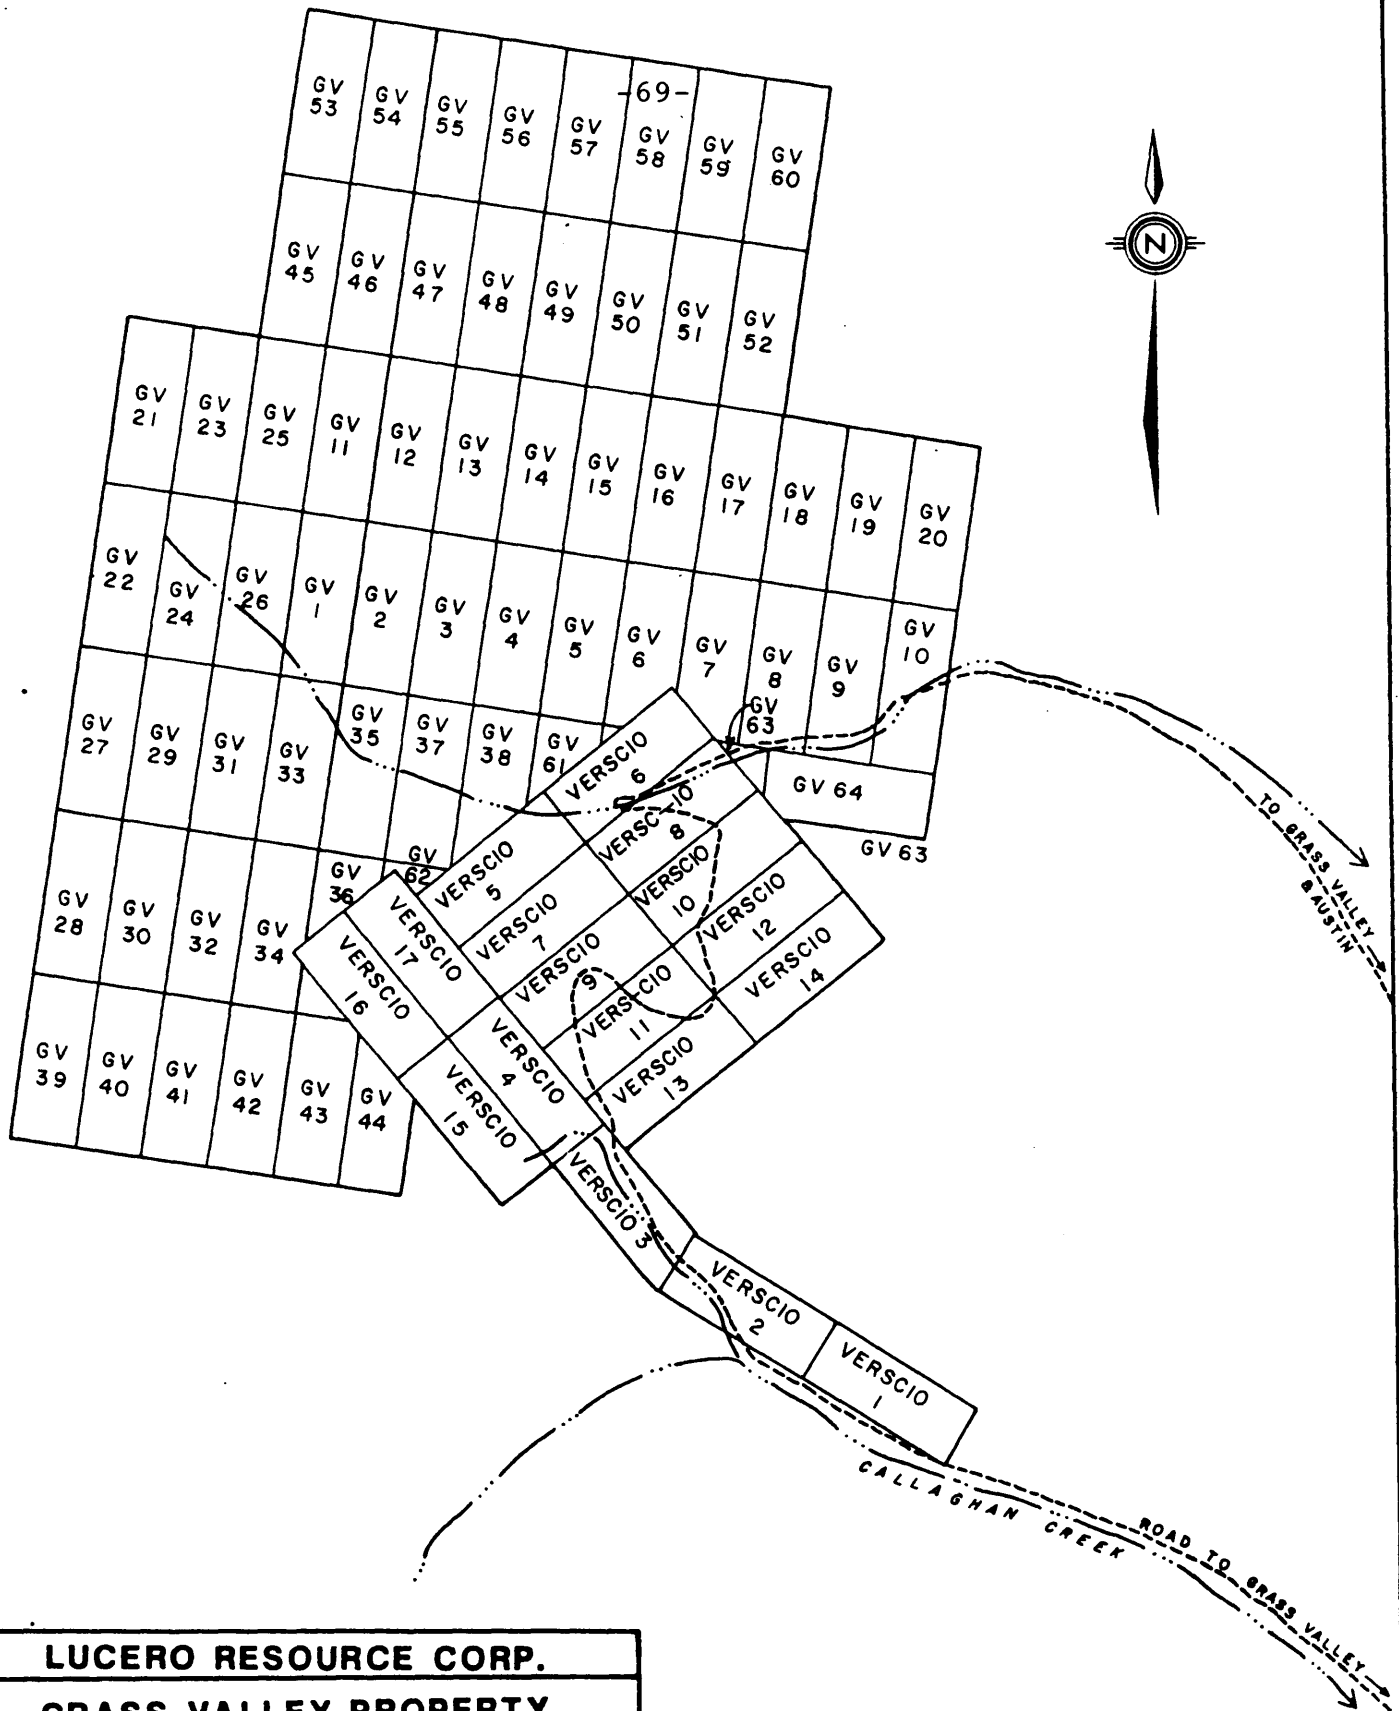 -69-
GV 53
GV 54
GV 55
GV 56
GV 57
GV 58
GV 59
GV 60
GV 45
GV 46
GV 47
GV 48
GV 49
GV 50
GV 51
GV 52
N
GV 21
GV 23
GV 25
GV 11
GV 12
GV 13
GV 14
GV 15
GV 16
GV 17
GV 18
GV 19
GV 20
GV 22
GV 24
GV 26
GV 1
GV 2
GV 3
GV 4
GV 5
GV 6
GV 7
GV 8
GV 9
GV 10
GV 27
GV 29
GV 31
GV 33
GV 35
GV 37
GV 38
GV 61
GV 63
GV 64
GV 63
GV 28
GV 30
GV 32
GV 34
GV 36
GV 62
GV 39
GV 40
GV 41
GV 42
GV 43
GV 44
VERSCIO 6
VERSCIO 8
VERSCIO 5
VERSCIO 10
VERSCIO 7
VERSCIO 12
VERSCIO 9
VERSCIO 14
VERSCIO 11
VERSCIO 13
VERSCIO 17
VERSCIO 16
VERSCIO 4
VERSCIO 15
VERSCIO 3
VERSCIO 2
VERSCIO 1
TO GRASS VALLEY
& AUSTIN
CALLAGHAN CREEK
ROAD TO GRASS VALLEY
LUCERO RESOURCE CORP.
GRASS VALLEY PROPERTY